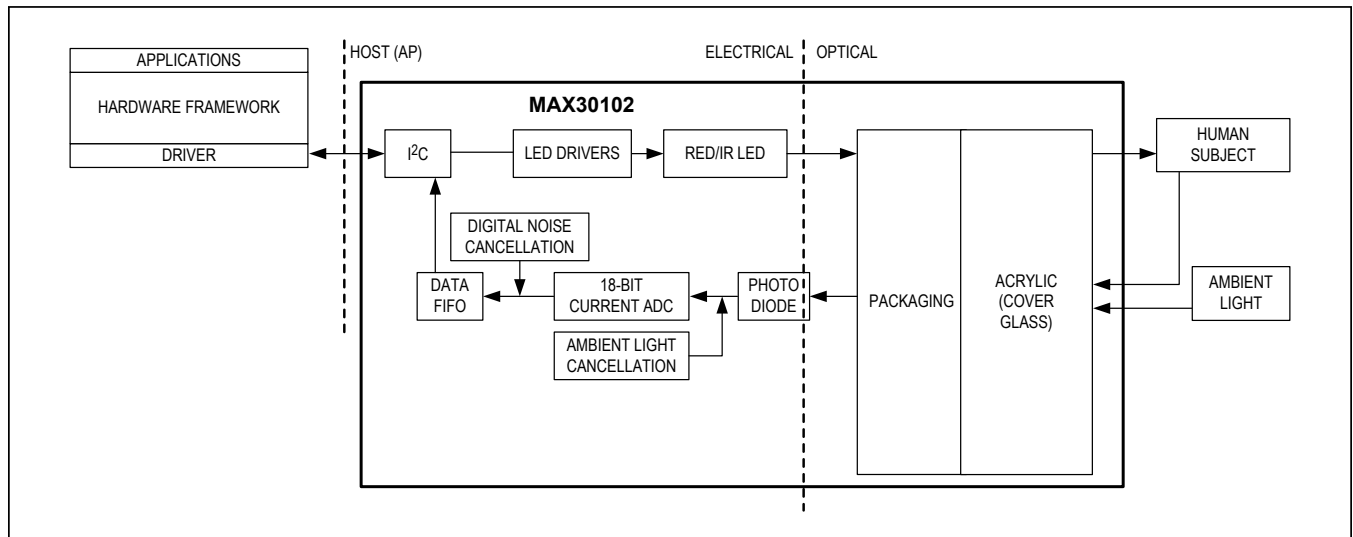 HOST (AP)
ELECTRICAL
OPTICAL
APPLICATIONS
HARDWARE FRAMEWORK
DRIVER
MAX30102
I²C
LED DRIVERS
RED/IR LED
HUMAN
SUBJECT
DIGITAL NOISE
CANCELLATION
DATA
FIFO
18-BIT
CURRENT ADC
PHOTO
DIODE
AMBIENT LIGHT
CANCELLATION
PACKAGING
ACRYLIC
(COVER
GLASS)
AMBIENT
LIGHT